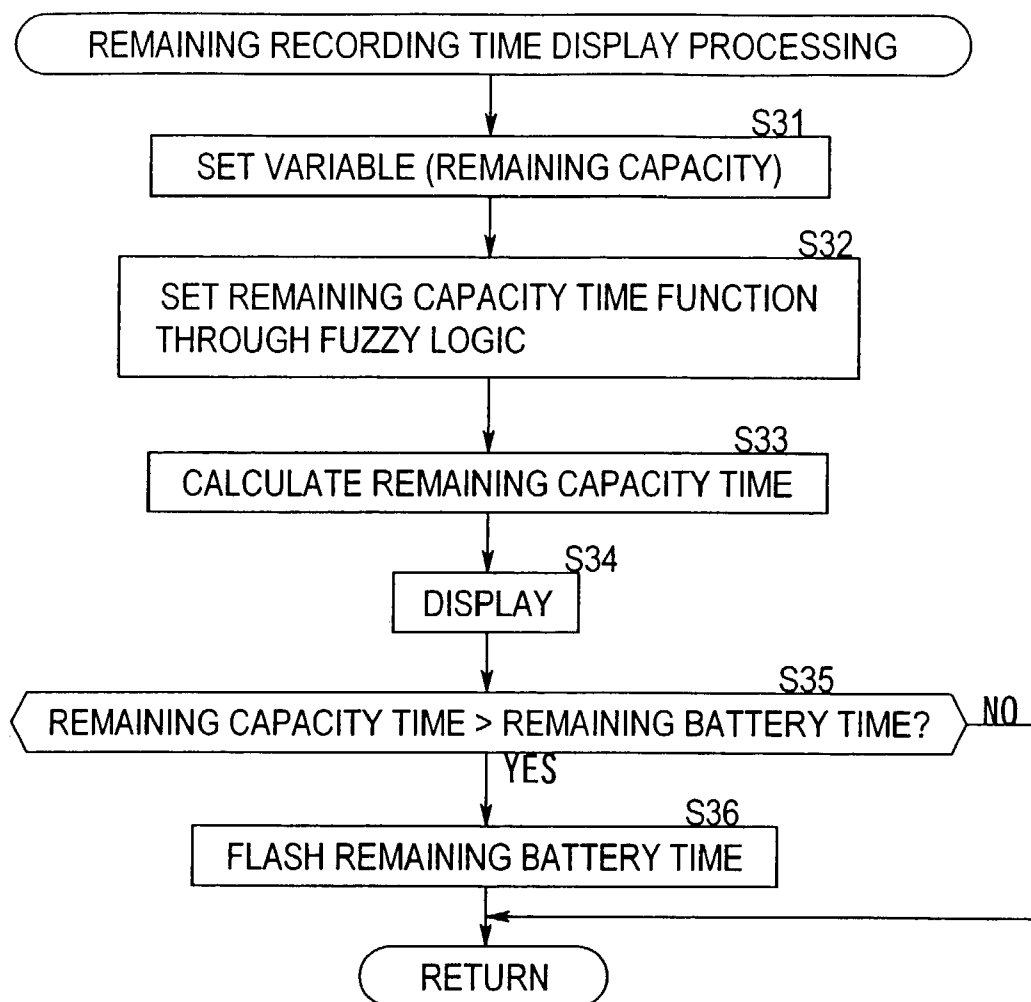 REMAINING RECORDING TIME DISPLAY PROCESSING
S31
SET VARIABLE (REMAINING CAPACITY)
S32
SET REMAINING CAPACITY TIME FUNCTION
THROUGH FUZZY LOGIC
S33
CALCULATE REMAINING CAPACITY TIME
S34
DISPLAY
S35
REMAINING CAPACITY TIME > REMAINING BATTERY TIME?
NO
YES
S36
FLASH REMAINING BATTERY TIME
RETURN